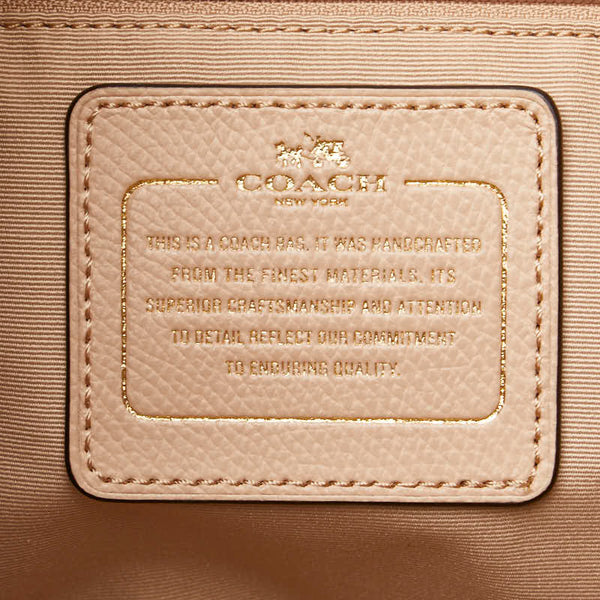 COACH
NEW YORK
THIS IS A COACH BAG. IT WAS HANDCRAFTED
FROM THE FINEST MATERIALS. ITS
SUPERIOR CRAFTSMANSHIP AND ATTENTION
TO DETAIL REFLECT OUR COMMITMENT
TO ENDURING QUALITY.